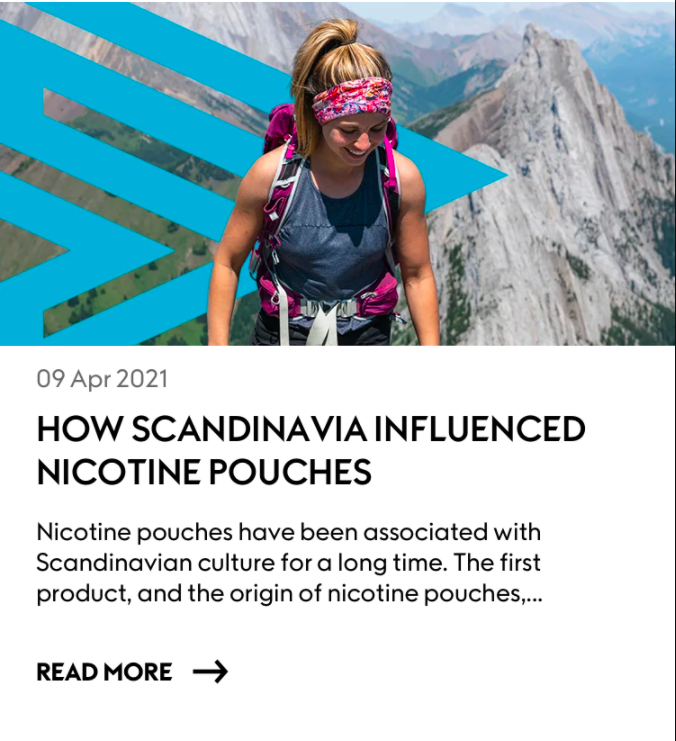 09 Apr 2021
HOW SCANDINAVIA INFLUENCED
NICOTINE POUCHES
Nicotine pouches have been associated with
Scandinavian culture for a long time. The first
product, and the origin of nicotine pouches,...
READ MORE